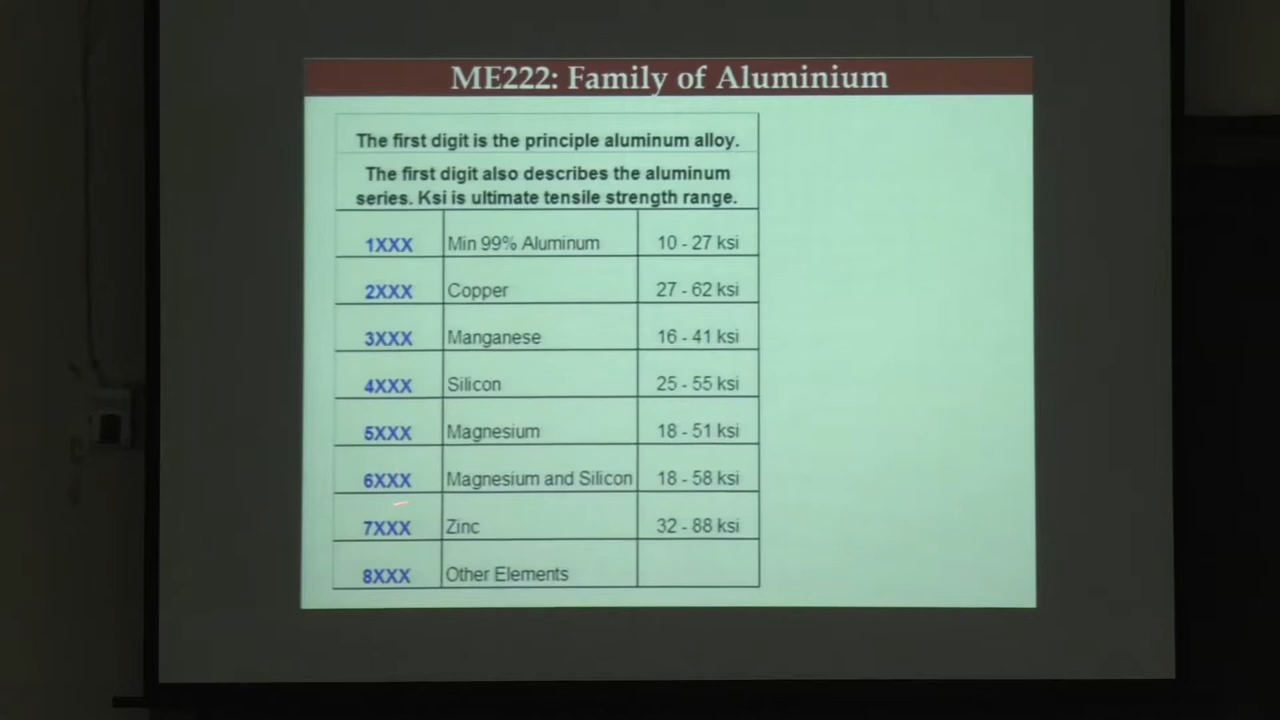 ME222: Family of Aluminium
The first digit is the principle aluminum alloy.
The first digit also describes the aluminum
series. Ksi is ultimate tensile strength range.
1XXX Min 99% Aluminum 10 - 27 ksi
2XXX Copper 27 - 62 ksi
3XXX Manganese 16 - 41 ksi
4XXX Silicon 25 - 55 ksi
5XXX Magnesium 18 - 51 ksi
6XXX Magnesium and Silicon 18 - 58 ksi
7XXX Zinc 32 - 88 ksi
8XXX Other Elements